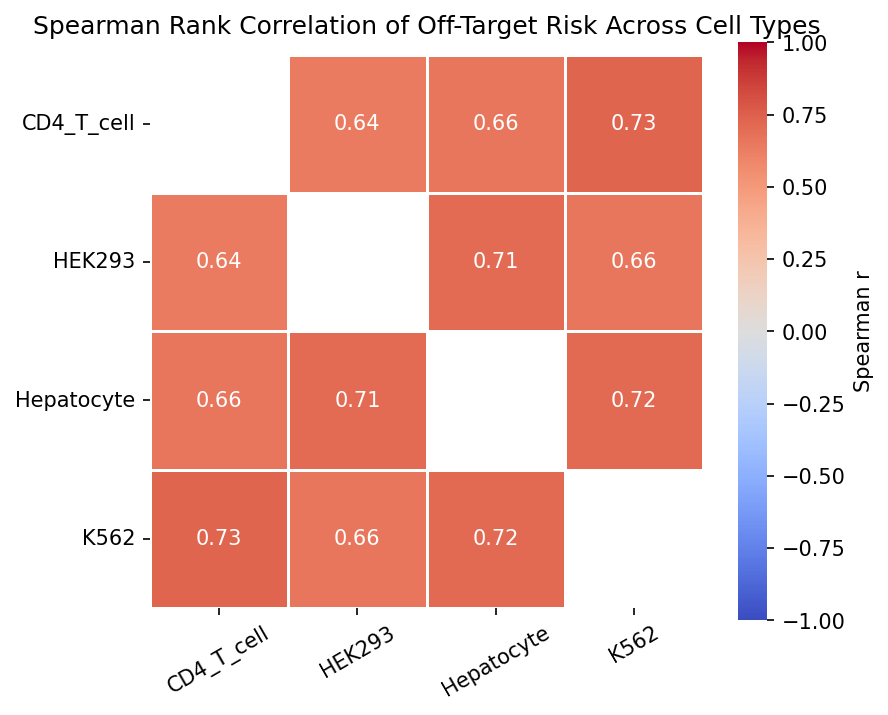 Spearman Rank Correlation of Off-Target Risk Across Cell Types
CD4_T_cell 0.64 0.66 0.73
HEK293 0.64 0.71 0.66
Hepatocyte 0.66 0.71 0.72
K562 0.73 0.66 0.72
CD4_T_cell HEK293 Hepatocyte K562
1.00
0.75
0.50
0.25
0.00
−0.25
−0.50
−0.75
−1.00
Spearman r